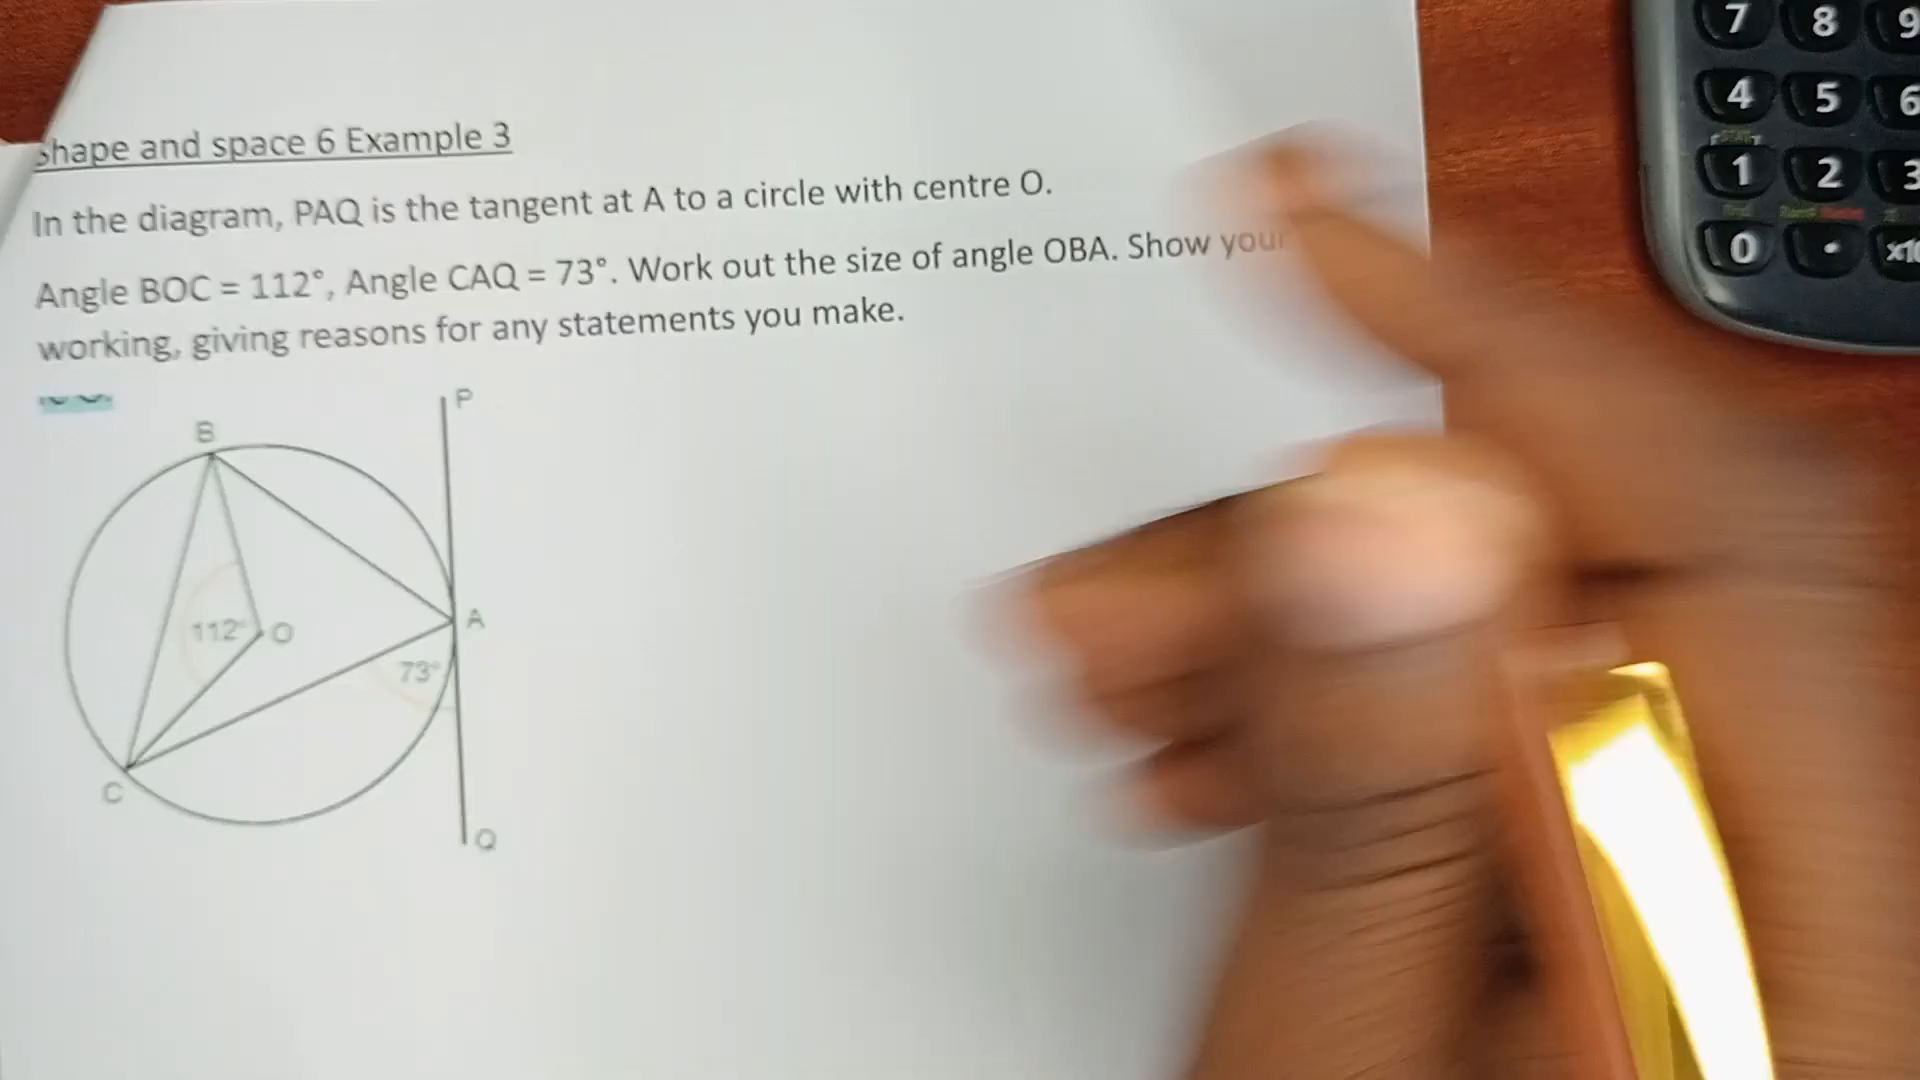 Shape and space 6 Example 3
In the diagram, PAQ is the tangent at A to a circle with centre O.
Angle BOC = 112°, Angle CAQ = 73°. Work out the size of angle OBA. Show your
working, giving reasons for any statements you make.
P
B
112° O
A
73°
C
Q
7 8 9
4 5 6
1 2 3
0 •